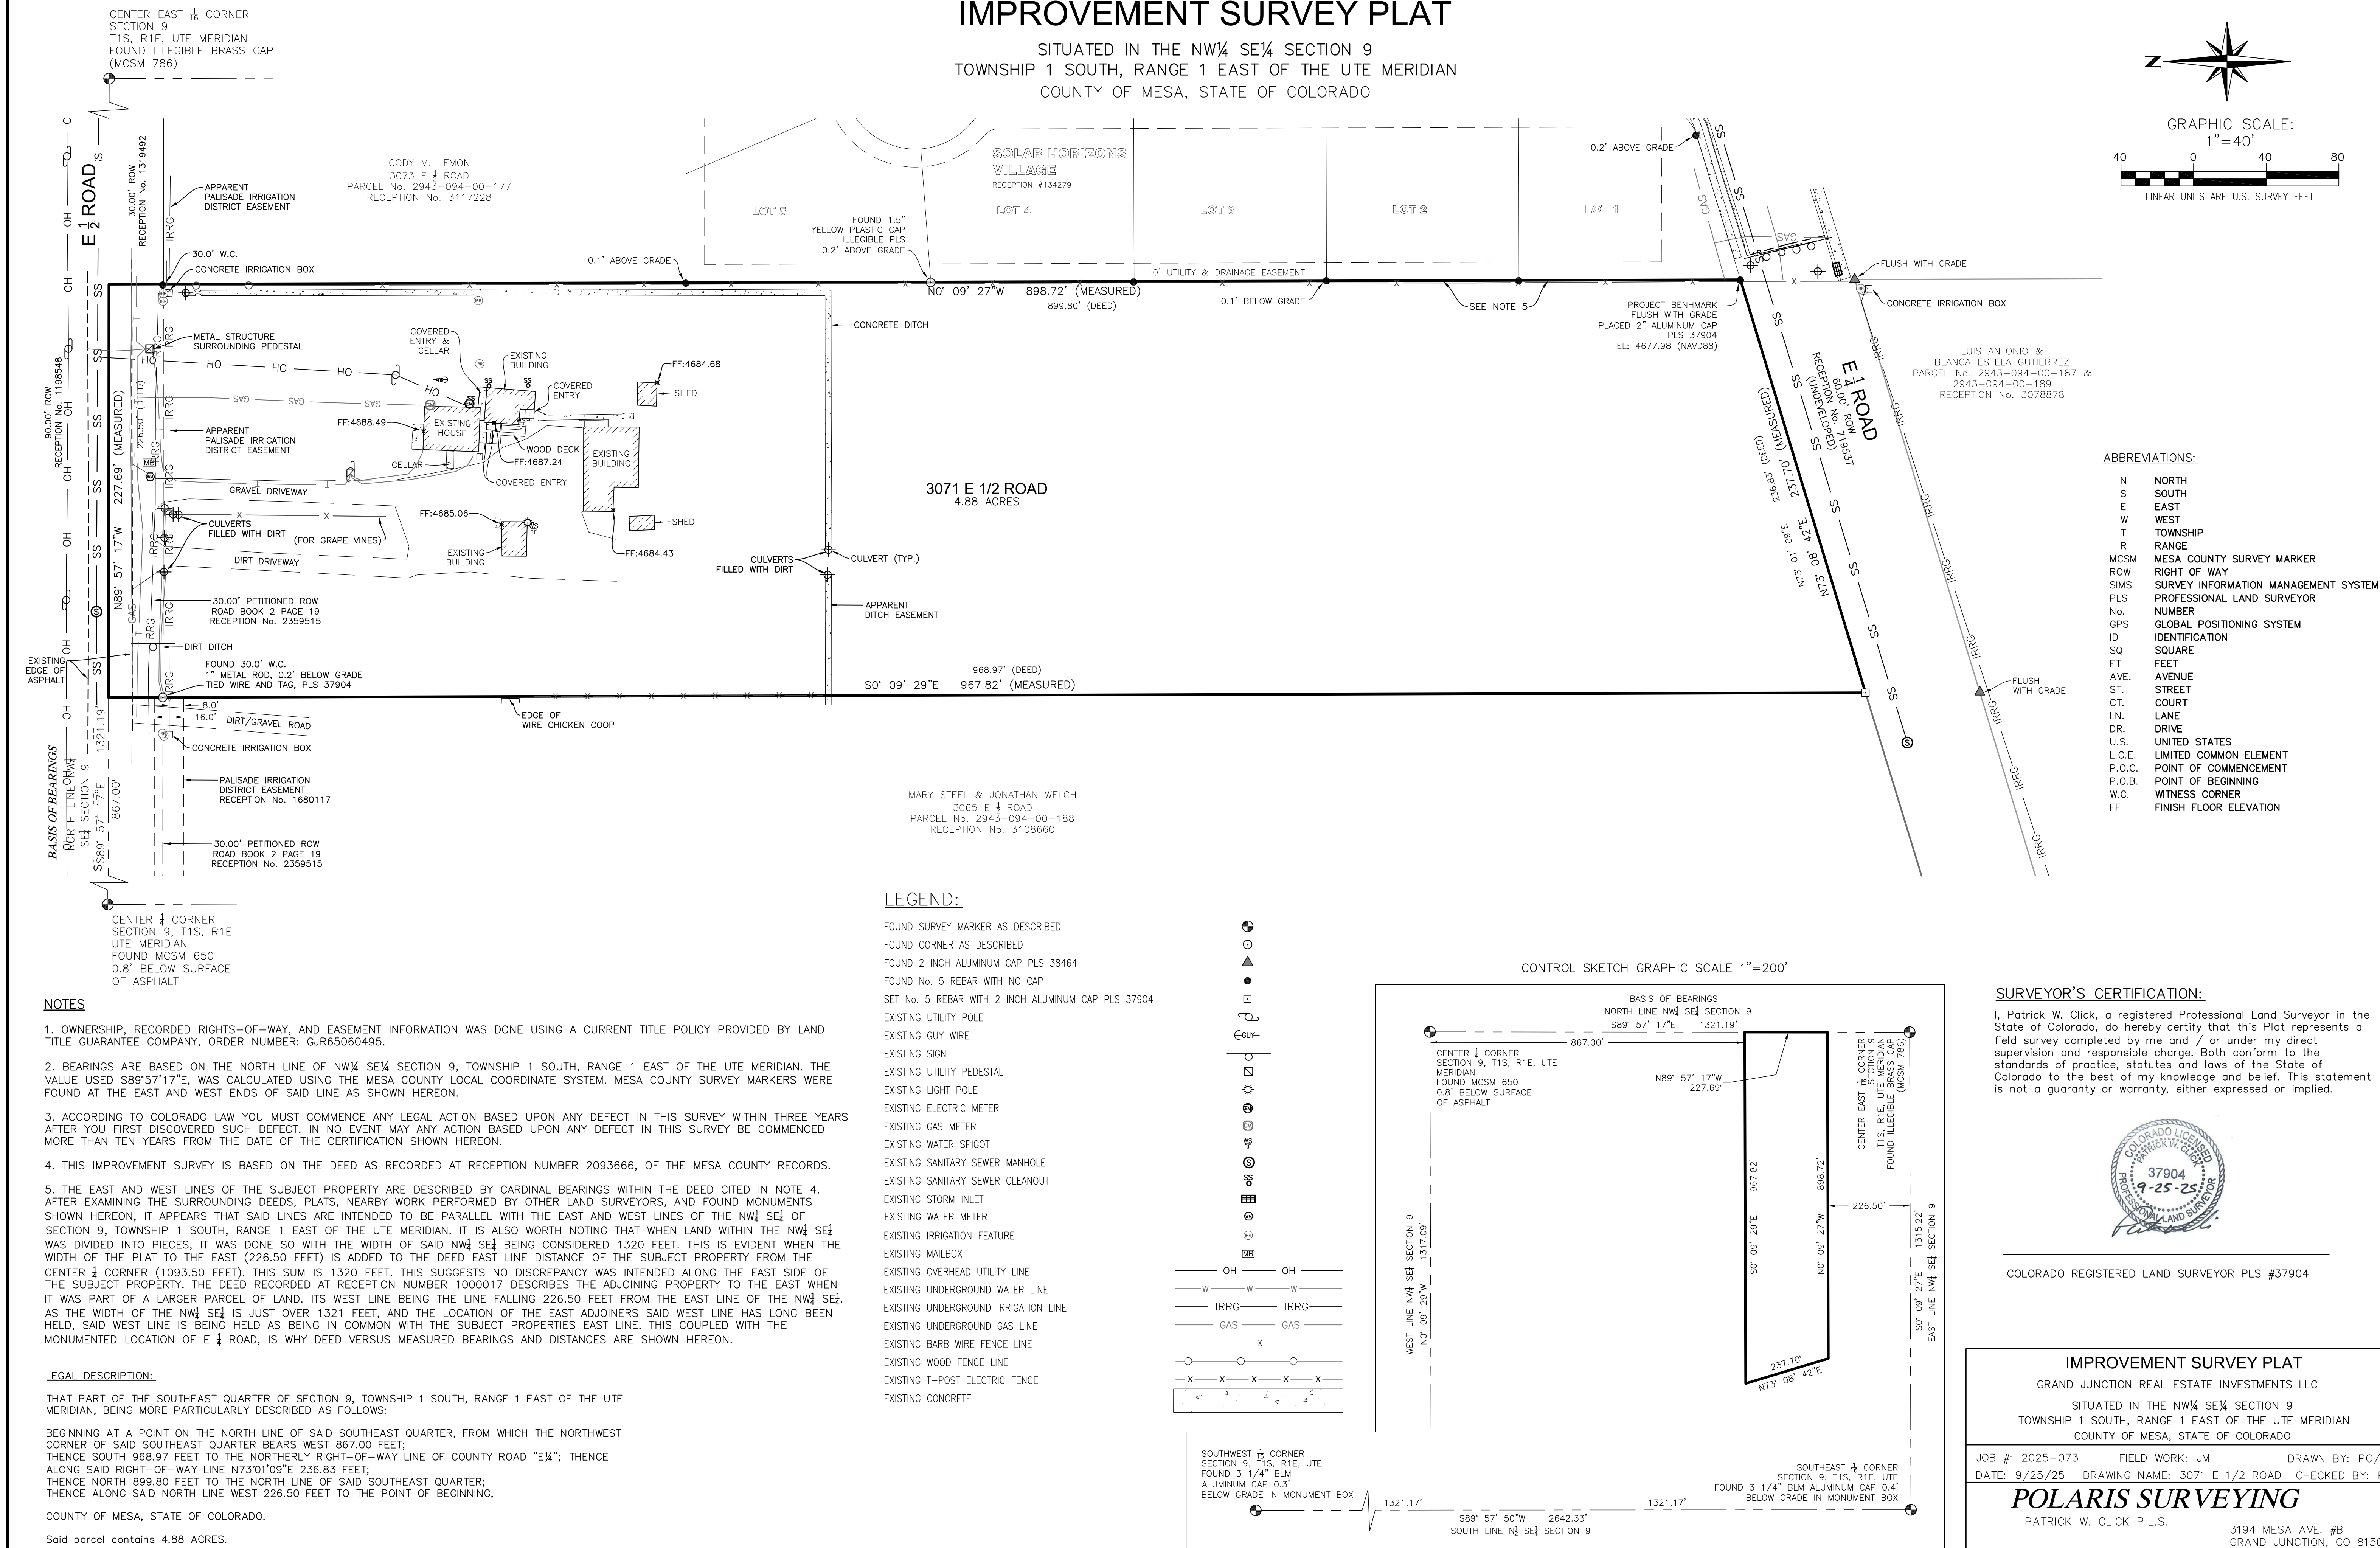 IMPROVEMENT SURVEY PLAT
SITUATED IN THE NW¼ SE¼ SECTION 9
TOWNSHIP 1 SOUTH, RANGE 1 EAST OF THE UTE MERIDIAN
COUNTY OF MESA, STATE OF COLORADO
CENTER EAST 1/16 CORNER
SECTION 9
T1S, R1E, UTE MERIDIAN
FOUND ILLEGIBLE BRASS CAP
(MCSM 786)
N
GRAPHIC SCALE:
1"=40'
40 0 40 80
LINEAR UNITS ARE U.S. SURVEY FEET
E 1/2 ROAD
30.00' ROW
RECEPTION No. 1319492
APPARENT
PALISADE IRRIGATION
DISTRICT EASEMENT
CODY M. LEMON
3073 E 1/2 ROAD
PARCEL No. 2943-094-00-177
RECEPTION No. 3117228
30.0' W.C.
CONCRETE IRRIGATION BOX
0.1' ABOVE GRADE
FOUND 1.5"
YELLOW PLASTIC CAP
ILLEGIBLE PLS
0.2' ABOVE GRADE
SOLAR HORIZONS
VILLAGE
RECEPTION #1342791
LOT 5
LOT 4
LOT 3
LOT 2
LOT 1
0.2' ABOVE GRADE
10' UTILITY & DRAINAGE EASEMENT
N0° 09' 27"W 898.72' (MEASURED)
899.80' (DEED)
0.1' BELOW GRADE
SEE NOTE 5
PROJECT BENHMARK
FLUSH WITH GRADE
PLACED 2" ALUMINUM CAP
PLS 37904
EL: 4677.98 (NAVD88)
FLUSH WITH GRADE
CONCRETE IRRIGATION BOX
LUIS ANTONIO &
BLANCA ESTELA GUTIERREZ
PARCEL No. 2943-094-00-187 &
2943-094-00-189
RECEPTION No. 3078878
E 1/4 ROAD
60.00' ROW
RECEPTION No. 719537
(UNDEVELOPED)
N73° 08' 42"E 237.70' (MEASURED)
N73° 01' 09"E 236.83' (DEED)
90.00' ROW
RECEPTION No. 1198548
METAL STRUCTURE
SURROUNDING PEDESTAL
N89° 57' 17"W 227.69' (MEASURED)
226.50' (DEED)
APPARENT
PALISADE IRRIGATION
DISTRICT EASEMENT
COVERED
ENTRY &
CELLAR
EXISTING
BUILDING
COVERED
ENTRY
FF:4684.68
SHED
CONCRETE DITCH
FF:4688.49
EXISTING
HOUSE
WOOD DECK
FF:4687.24
CELLAR
COVERED ENTRY
EXISTING
BUILDING
GRAVEL DRIVEWAY
CULVERTS
FILLED WITH DIRT
(FOR GRAPE VINES)
FF:4685.06
SHED
EXISTING
BUILDING
FF:4684.43
DIRT DRIVEWAY
3071 E 1/2 ROAD
4.88 ACRES
CULVERTS
FILLED WITH DIRT
CULVERT (TYP.)
APPARENT
DITCH EASEMENT
30.00' PETITIONED ROW
ROAD BOOK 2 PAGE 19
RECEPTION No. 2359515
DIRT DITCH
EXISTING
EDGE OF
ASPHALT
FOUND 30.0' W.C.
1" METAL ROD, 0.2' BELOW GRADE
TIED WIRE AND TAG, PLS 37904
968.97' (DEED)
S0° 09' 29"E 967.82' (MEASURED)
FLUSH
WITH GRADE
8.0'
16.0'
DIRT/GRAVEL ROAD
EDGE OF
WIRE CHICKEN COOP
CONCRETE IRRIGATION BOX
BASIS OF BEARINGS
NORTH LINE NW¼
SE¼ SECTION 9
S89° 57' 17"E 1321.19'
867.00'
PALISADE IRRIGATION
DISTRICT EASEMENT
RECEPTION No. 1680117
30.00' PETITIONED ROW
ROAD BOOK 2 PAGE 19
RECEPTION No. 2359515
MARY STEEL & JONATHAN WELCH
3065 E 1/2 ROAD
PARCEL No. 2943-094-00-188
RECEPTION No. 3108660
CENTER ¼ CORNER
SECTION 9, T1S, R1E
UTE MERIDIAN
FOUND MCSM 650
0.8' BELOW SURFACE
OF ASPHALT
ABBREVIATIONS:
N NORTH
S SOUTH
E EAST
W WEST
T TOWNSHIP
R RANGE
MCSM MESA COUNTY SURVEY MARKER
ROW RIGHT OF WAY
SIMS SURVEY INFORMATION MANAGEMENT SYSTEM
PLS PROFESSIONAL LAND SURVEYOR
No. NUMBER
GPS GLOBAL POSITIONING SYSTEM
ID IDENTIFICATION
SQ SQUARE
FT FEET
AVE. AVENUE
ST. STREET
CT. COURT
LN. LANE
DR. DRIVE
U.S. UNITED STATES
L.C.E. LIMITED COMMON ELEMENT
P.O.C. POINT OF COMMENCEMENT
P.O.B. POINT OF BEGINNING
W.C. WITNESS CORNER
FF FINISH FLOOR ELEVATION
NOTES
1. OWNERSHIP, RECORDED RIGHTS-OF-WAY, AND EASEMENT INFORMATION WAS DONE USING A CURRENT TITLE POLICY PROVIDED BY LAND
TITLE GUARANTEE COMPANY, ORDER NUMBER: GJR65060495.
2. BEARINGS ARE BASED ON THE NORTH LINE OF NW¼ SE¼ SECTION 9, TOWNSHIP 1 SOUTH, RANGE 1 EAST OF THE UTE MERIDIAN. THE
VALUE USED S89°57'17"E, WAS CALCULATED USING THE MESA COUNTY LOCAL COORDINATE SYSTEM. MESA COUNTY SURVEY MARKERS WERE
FOUND AT THE EAST AND WEST ENDS OF SAID LINE AS SHOWN HEREON.
3. ACCORDING TO COLORADO LAW YOU MUST COMMENCE ANY LEGAL ACTION BASED UPON ANY DEFECT IN THIS SURVEY WITHIN THREE YEARS
AFTER YOU FIRST DISCOVERED SUCH DEFECT. IN NO EVENT MAY ANY ACTION BASED UPON ANY DEFECT IN THIS SURVEY BE COMMENCED
MORE THAN TEN YEARS FROM THE DATE OF THE CERTIFICATION SHOWN HEREON.
4. THIS IMPROVEMENT SURVEY IS BASED ON THE DEED AS RECORDED AT RECEPTION NUMBER 2093666, OF THE MESA COUNTY RECORDS.
5. THE EAST AND WEST LINES OF THE SUBJECT PROPERTY ARE DESCRIBED BY CARDINAL BEARINGS WITHIN THE DEED CITED IN NOTE 4.
AFTER EXAMINING THE SURROUNDING DEEDS, PLATS, NEARBY WORK PERFORMED BY OTHER LAND SURVEYORS, AND FOUND MONUMENTS
SHOWN HEREON, IT APPEARS THAT SAID LINES ARE INTENDED TO BE PARALLEL WITH THE EAST AND WEST LINES OF THE NW¼ SE¼ OF
SECTION 9, TOWNSHIP 1 SOUTH, RANGE 1 EAST OF THE UTE MERIDIAN. IT IS ALSO WORTH NOTING THAT WHEN LAND WITHIN THE NW¼ SE¼
WAS DIVIDED INTO PIECES, IT WAS DONE SO WITH THE WIDTH OF SAID NW¼ SE¼ BEING CONSIDERED 1320 FEET. THIS IS EVIDENT WHEN THE
WIDTH OF THE PLAT TO THE EAST (226.50 FEET) IS ADDED TO THE DEED EAST LINE DISTANCE OF THE SUBJECT PROPERTY FROM THE
CENTER ¼ CORNER (1093.50 FEET). THIS SUM IS 1320 FEET. THIS SUGGESTS NO DISCREPANCY WAS INTENDED ALONG THE EAST SIDE OF
THE SUBJECT PROPERTY. THE DEED RECORDED AT RECEPTION NUMBER 1000017 DESCRIBES THE ADJOINING PROPERTY TO THE EAST WHEN
IT WAS PART OF A LARGER PARCEL OF LAND. ITS WEST LINE BEING THE LINE FALLING 226.50 FEET FROM THE EAST LINE OF THE NW¼ SE¼.
AS THE WIDTH OF THE NW¼ SE¼ IS JUST OVER 1321 FEET, AND THE LOCATION OF THE EAST ADJOINERS SAID WEST LINE HAS LONG BEEN
HELD, SAID WEST LINE IS BEING HELD AS BEING IN COMMON WITH THE SUBJECT PROPERTIES EAST LINE. THIS COUPLED WITH THE
MONUMENTED LOCATION OF E ¼ ROAD, IS WHY DEED VERSUS MEASURED BEARINGS AND DISTANCES ARE SHOWN HEREON.
LEGAL DESCRIPTION:
THAT PART OF THE SOUTHEAST QUARTER OF SECTION 9, TOWNSHIP 1 SOUTH, RANGE 1 EAST OF THE UTE
MERIDIAN, BEING MORE PARTICULARLY DESCRIBED AS FOLLOWS:
BEGINNING AT A POINT ON THE NORTH LINE OF SAID SOUTHEAST QUARTER, FROM WHICH THE NORTHWEST
CORNER OF SAID SOUTHEAST QUARTER BEARS WEST 867.00 FEET;
THENCE SOUTH 968.97 FEET TO THE NORTHERLY RIGHT-OF-WAY LINE OF COUNTY ROAD "E¼"; THENCE
ALONG SAID RIGHT-OF-WAY LINE N73°01'09"E 236.83 FEET;
THENCE NORTH 899.80 FEET TO THE NORTH LINE OF SAID SOUTHEAST QUARTER;
THENCE ALONG SAID NORTH LINE WEST 226.50 FEET TO THE POINT OF BEGINNING,
COUNTY OF MESA, STATE OF COLORADO.
Said parcel contains 4.88 ACRES.
LEGEND:
FOUND SURVEY MARKER AS DESCRIBED
FOUND CORNER AS DESCRIBED
FOUND 2 INCH ALUMINUM CAP PLS 38464
FOUND No. 5 REBAR WITH NO CAP
SET No. 5 REBAR WITH 2 INCH ALUMINUM CAP PLS 37904
EXISTING UTILITY POLE
EXISTING GUY WIRE GUY
EXISTING SIGN
EXISTING UTILITY PEDESTAL
EXISTING LIGHT POLE
EXISTING ELECTRIC METER EM
EXISTING GAS METER GM
EXISTING WATER SPIGOT WS
EXISTING SANITARY SEWER MANHOLE S
EXISTING SANITARY SEWER CLEANOUT SS
EXISTING STORM INLET
EXISTING WATER METER
EXISTING IRRIGATION FEATURE
EXISTING MAILBOX MB
EXISTING OVERHEAD UTILITY LINE OH OH
EXISTING UNDERGROUND WATER LINE W W W
EXISTING UNDERGROUND IRRIGATION LINE IRRG IRRG
EXISTING UNDERGROUND GAS LINE GAS GAS
EXISTING BARB WIRE FENCE LINE X
EXISTING WOOD FENCE LINE
EXISTING T-POST ELECTRIC FENCE X X X X X
EXISTING CONCRETE
CONTROL SKETCH GRAPHIC SCALE 1"=200'
BASIS OF BEARINGS
NORTH LINE NW¼ SE¼ SECTION 9
S89° 57' 17"E 1321.19'
867.00'
CENTER ¼ CORNER
SECTION 9, T1S, R1E, UTE
MERIDIAN
FOUND MCSM 650
0.8' BELOW SURFACE
OF ASPHALT
N89° 57' 17"W
227.69'
CENTER EAST 1/16 CORNER
SECTION 9
T1S, R1E, UTE MERIDIAN
FOUND ILLEGIBLE BRASS CAP
(MCSM 786)
WEST LINE NW¼ SE¼ SECTION 9
N0° 09' 29"W 1317.09'
S0° 09' 29"E 967.82'
N0° 09' 27"W 898.72'
226.50'
S0° 09' 27"E 1315.22'
EAST LINE NW¼ SE¼ SECTION 9
237.70'
N73° 08' 42"E
SOUTHWEST 1/16 CORNER
SECTION 9, T1S, R1E, UTE
FOUND 3 1/4" BLM
ALUMINUM CAP 0.3'
BELOW GRADE IN MONUMENT BOX
SOUTHEAST 1/16 CORNER
SECTION 9, T1S, R1E, UTE
FOUND 3 1/4" BLM ALUMINUM CAP 0.4'
BELOW GRADE IN MONUMENT BOX
1321.17'
1321.17'
S89° 57' 50"W 2642.33'
SOUTH LINE N½ SE¼ SECTION 9
SURVEYOR'S CERTIFICATION:
I, Patrick W. Click, a registered Professional Land Surveyor in the
State of Colorado, do hereby certify that this Plat represents a
field survey completed by me and / or under my direct
supervision and responsible charge. Both conform to the
standards of practice, statutes and laws of the State of
Colorado to the best of my knowledge and belief. This statement
is not a guaranty or warranty, either expressed or implied.
COLORADO LICENSED
PATRICK W. CLICK
37904
9-25-25
PROFESSIONAL LAND SURVEYOR
COLORADO REGISTERED LAND SURVEYOR PLS #37904
IMPROVEMENT SURVEY PLAT
GRAND JUNCTION REAL ESTATE INVESTMENTS LLC
SITUATED IN THE NW¼ SE¼ SECTION 9
TOWNSHIP 1 SOUTH, RANGE 1 EAST OF THE UTE MERIDIAN
COUNTY OF MESA, STATE OF COLORADO
JOB #: 2025-073 FIELD WORK: JM DRAWN BY: PC/
DATE: 9/25/25 DRAWING NAME: 3071 E 1/2 ROAD CHECKED BY:
POLARIS SURVEYING
PATRICK W. CLICK P.L.S.
3194 MESA AVE. #B
GRAND JUNCTION, CO 8150